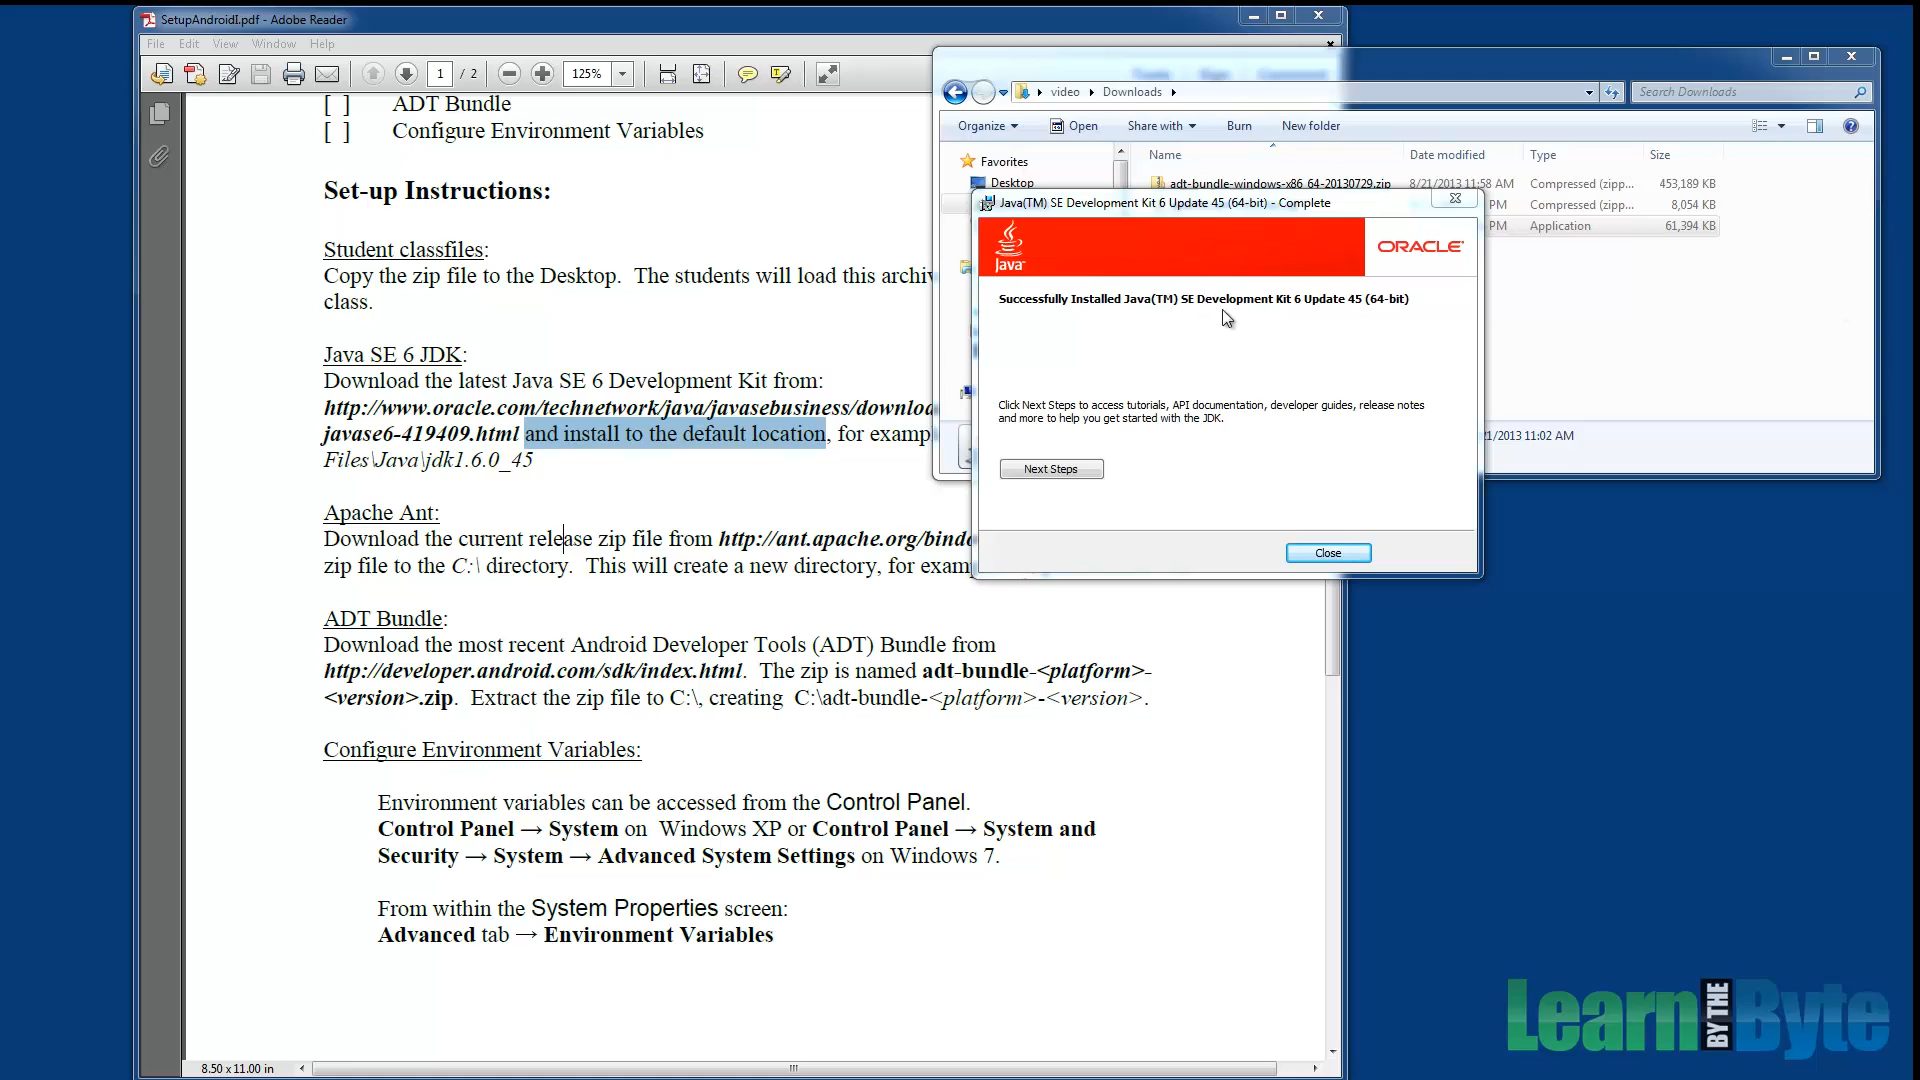 SetupAndroidI.pdf - Adobe Reader
File Edit View Window Help
1 / 2
125%
[ ] ADT Bundle
[ ] Configure Environment Variables
Set-up Instructions:
Student classfiles:
Copy the zip file to the Desktop. The students will load this archiv
class.
Java SE 6 JDK:
Download the latest Java SE 6 Development Kit from:
http://www.oracle.com/technetwork/java/javasebusiness/downloa
javase6-419409.html and install to the default location, for examp
Files\Java\jdk1.6.0_45
Apache Ant:
Download the current release zip file from http://ant.apache.org/bindo
zip file to the C:\ directory. This will create a new directory, for exam
ADT Bundle:
Download the most recent Android Developer Tools (ADT) Bundle from
http://developer.android.com/sdk/index.html. The zip is named adt-bundle-<platform>-
<version>.zip. Extract the zip file to C:\, creating C:\adt-bundle-<platform>-<version>.
Configure Environment Variables:
Environment variables can be accessed from the Control Panel.
Control Panel → System on Windows XP or Control Panel → System and
Security → System → Advanced System Settings on Windows 7.
From within the System Properties screen:
Advanced tab → Environment Variables
8.50 x 11.00 in
Tools Sign Comment
video Downloads
Search Downloads
Organize Open Share with Burn New folder
Favorites
Desktop
Name Date modified Type Size
adt-bundle-windows-x86_64-20130729.zip 8/21/2013 11:58 AM Compressed (zipp... 453,189 KB
PM Compressed (zipp... 8,054 KB
PM Application 61,394 KB
21/2013 11:02 AM
Java(TM) SE Development Kit 6 Update 45 (64-bit) - Complete
Java
ORACLE
Successfully Installed Java(TM) SE Development Kit 6 Update 45 (64-bit)
Click Next Steps to access tutorials, API documentation, developer guides, release notes
and more to help you get started with the JDK.
Next Steps
Close
Learn BY THE Byte